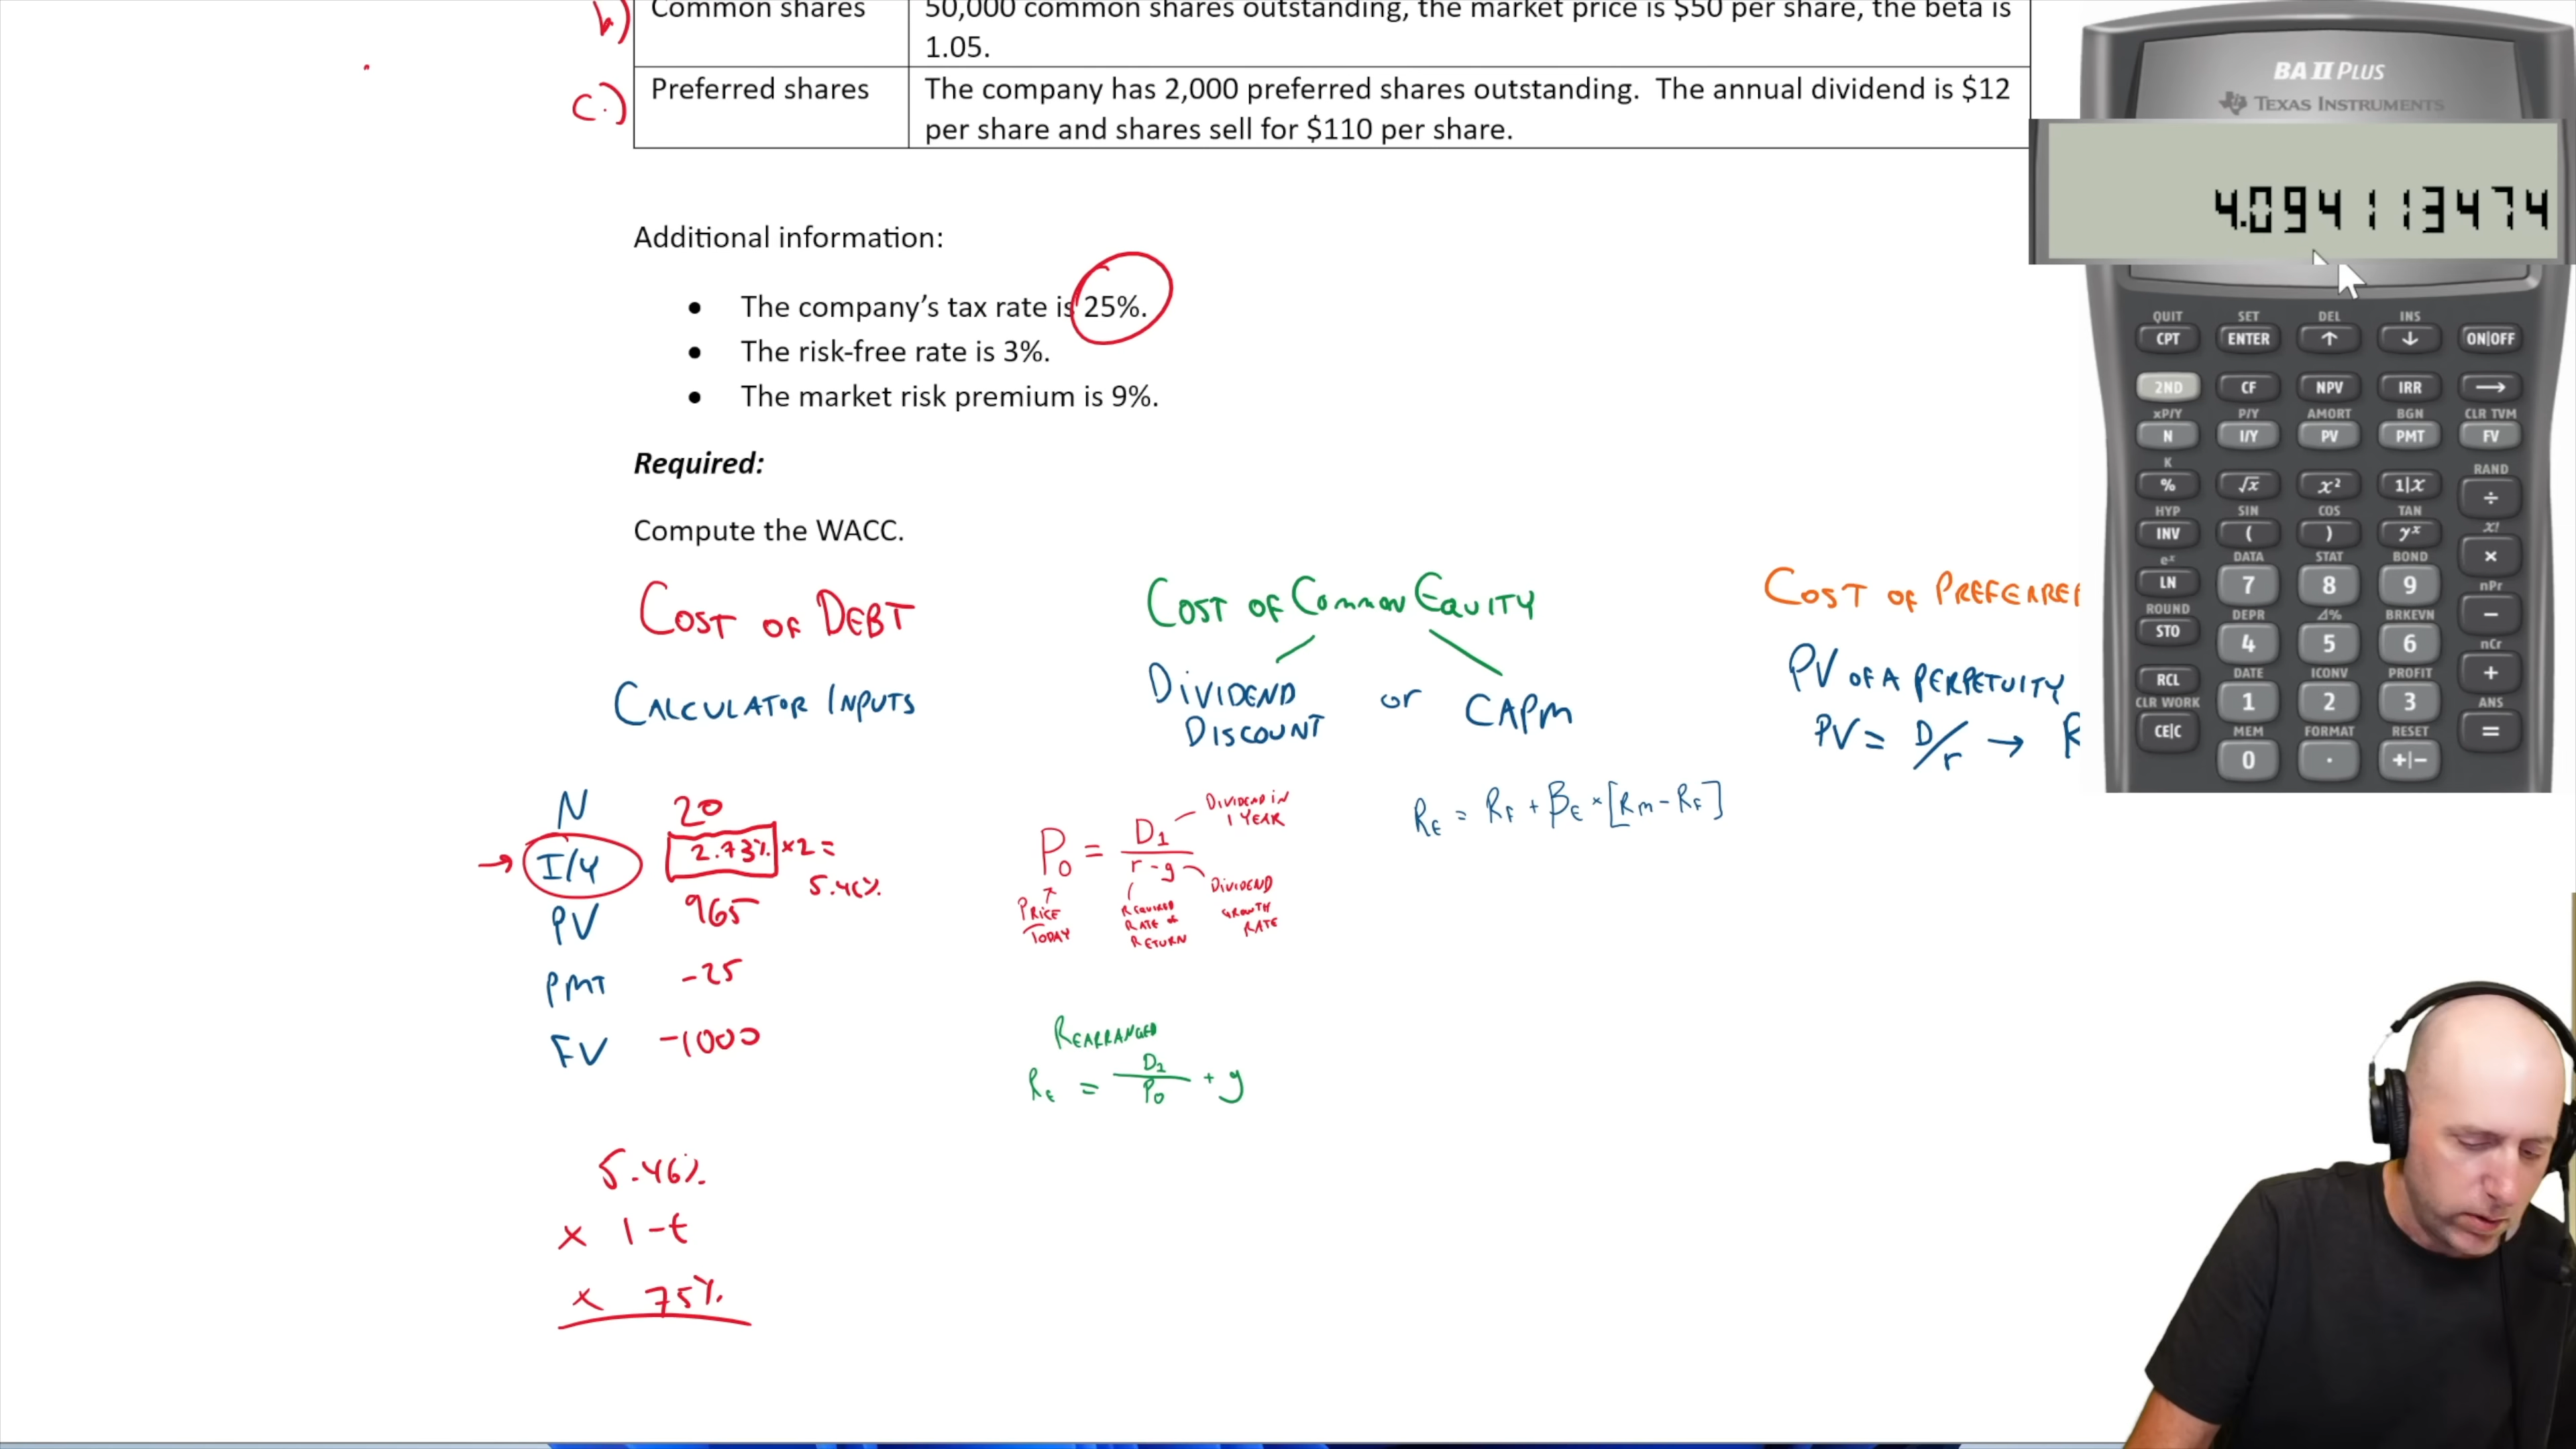 b)
Common shares
50,000 common shares outstanding, the market price is $50 per share, the beta is
1.05.
c.)
Preferred shares
The company has 2,000 preferred shares outstanding. The annual dividend is $12
per share and shares sell for $110 per share.
Additional information:
• The company's tax rate is 25%.
• The risk-free rate is 3%.
• The market risk premium is 9%.
Required:
Compute the WACC.
COST OF DEBT
CALCULATOR INPUTS
N 20
→ I/Y 2.73% ×2 =
5.46%
PV 965
PMT -25
FV -1000
5.46%
× 1-t
× 75%
COST OF COMMON EQUITY
DIVIDEND
DISCOUNT
or
CAPM
P0 = D1 / r - g
DIVIDEND IN
1 YEAR
PRICE
TODAY
REQUIRED
RATE OF
RETURN
DIVIDEND
GROWTH
RATE
REARRANGED
RE = D1 / P0 + g
RE = RF + βE × [RM - RF]
COST OF PREFERRE
PV OF A PERPETUITY
PV = D/r → R
BA II PLUS
TEXAS INSTRUMENTS
4.094113474
QUIT SET DEL INS
CPT ENTER ↑ ↓ ON|OFF
2ND CF NPV IRR →
xP/Y P/Y AMORT BGN CLR TVM
N I/Y PV PMT FV
K RAND
% √x x² 1|x ÷
HYP SIN COS TAN x!
INV ( ) yˣ ×
eˣ DATA STAT BOND nPr
LN 7 8 9 −
ROUND DEPR Δ% BRKEVN nCr
STO 4 5 6 +
DATE ICONV PROFIT ANS
RCL 1 2 3 =
CLR WORK MEM FORMAT RESET
CE|C 0 . +|−